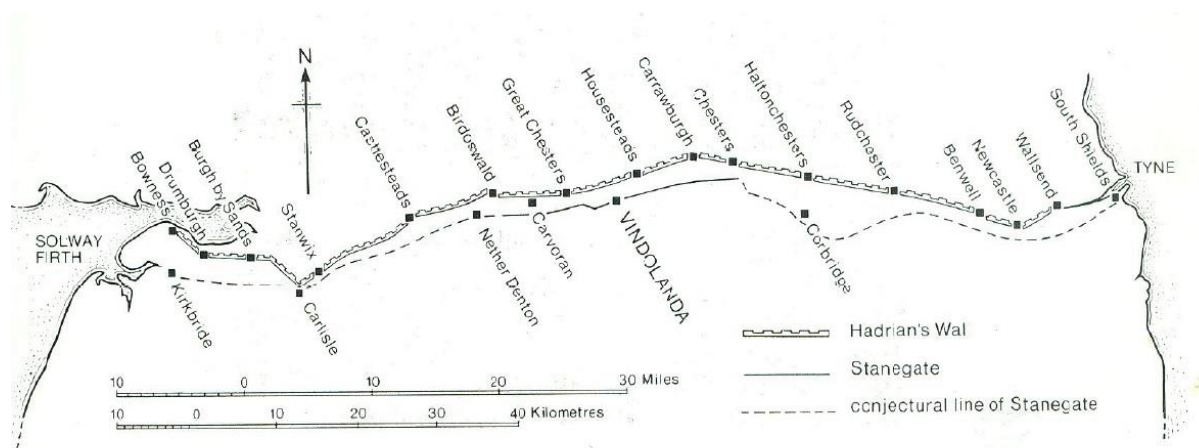 N
Bowness
Drumburgh
Burgh by Sands
Stanwix
Castlesteads
Birdoswald
Great Chesters
Housesteads
Carrawburgh
Chesters
Haltonchesters
Rudchester
Benwell
Newcastle
Wallsend
South Shields
TYNE
SOLWAY
FIRTH
Kirkbride
Carlisle
Nether Denton
Carvoran
VINDOLANDA
Corbridge
Hadrian's Wal
Stanegate
conjectural line of Stanegate
10 0 10 20 30 Miles
10 0 10 20 30 40 Kilometres